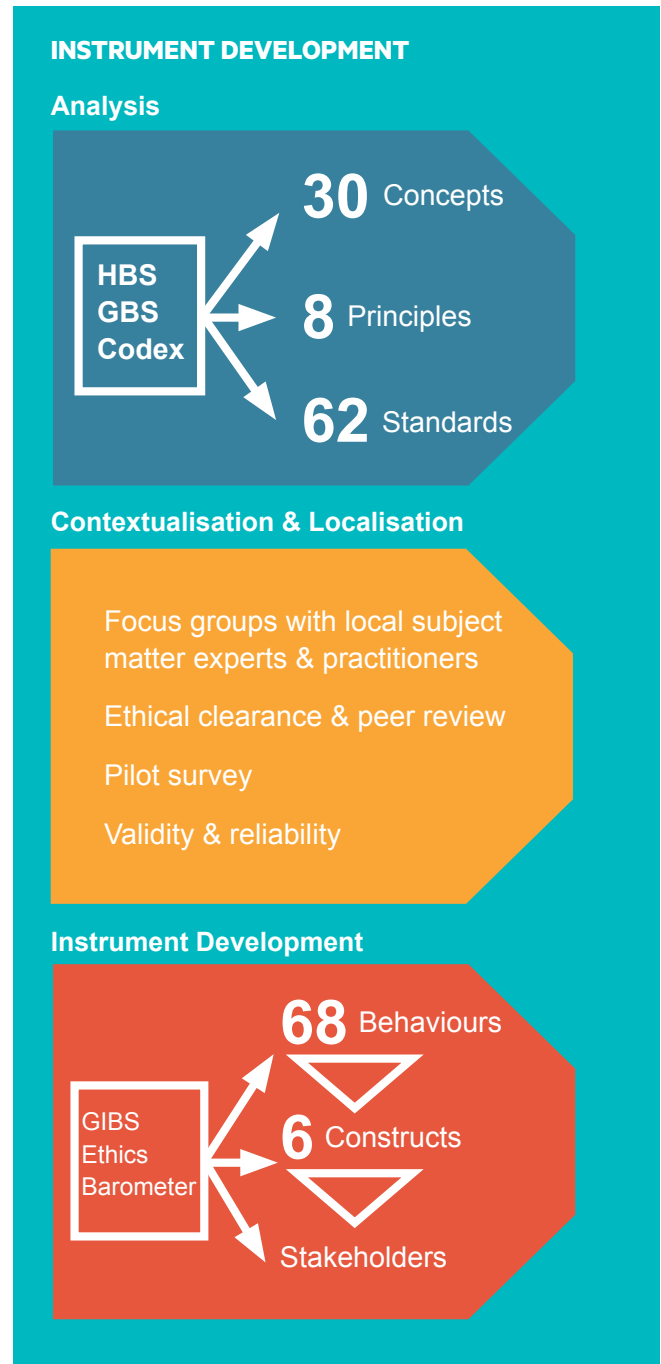 INSTRUMENT DEVELOPMENT
Analysis
HBS
GBS
Codex
30 Concepts
8 Principles
62 Standards
Contextualisation & Localisation
Focus groups with local subject
matter experts & practitioners
Ethical clearance & peer review
Pilot survey
Validity & reliability
Instrument Development
GIBS
Ethics
Barometer
68 Behaviours
6 Constructs
Stakeholders